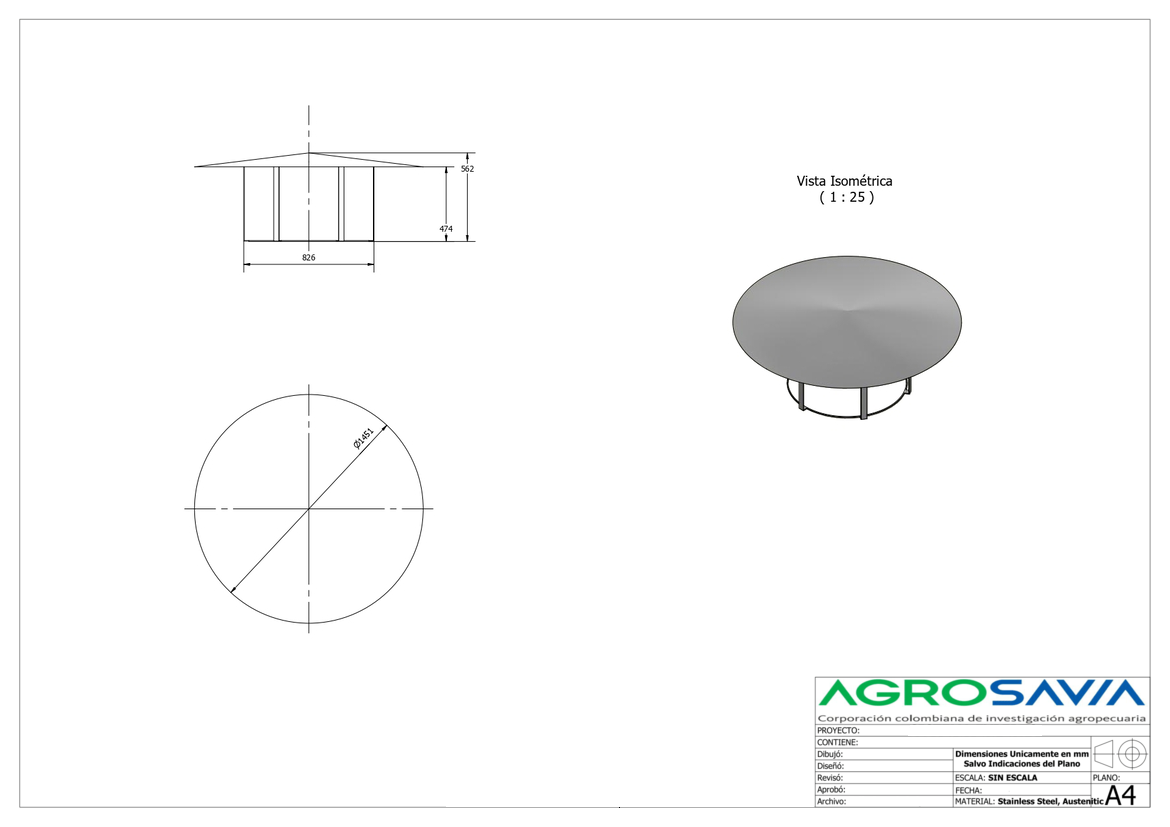 562
474
826
Ø1451
Vista Isométrica
( 1 : 25 )
AGROSAVIA
Corporación colombiana de investigación agropecuaria
PROYECTO:
CONTIENE:
Dibujó:
Dimensiones Unicamente en mm
Salvo Indicaciones del Plano
Diseñó:
Revisó:
ESCALA: SIN ESCALA
PLANO:
Aprobó:
FECHA:
A4
Archivo:
MATERIAL: Stainless Steel, Austenitic